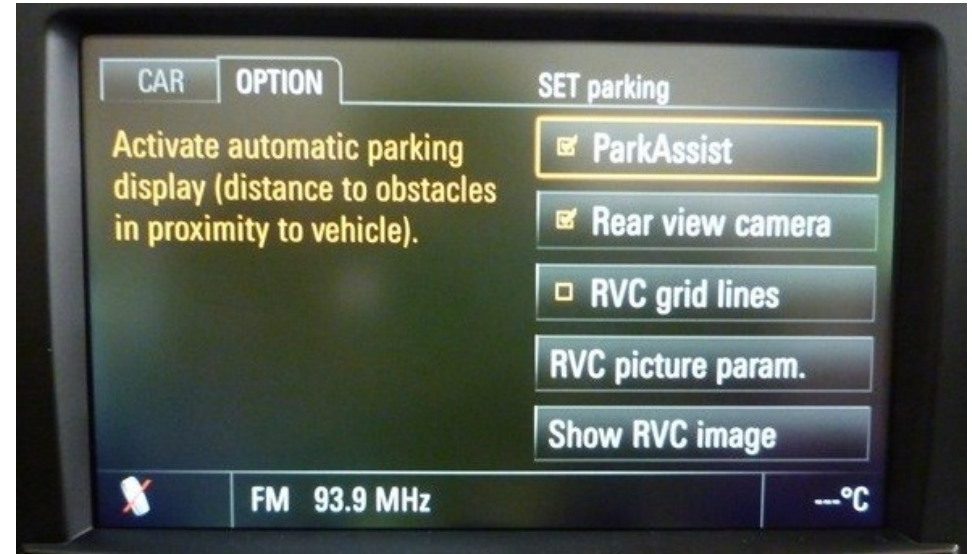 CAR OPTION
SET parking
Activate automatic parking
display (distance to obstacles
in proximity to vehicle).
ParkAssist
Rear view camera
RVC grid lines
RVC picture param.
Show RVC image
FM 93.9 MHz
---°C